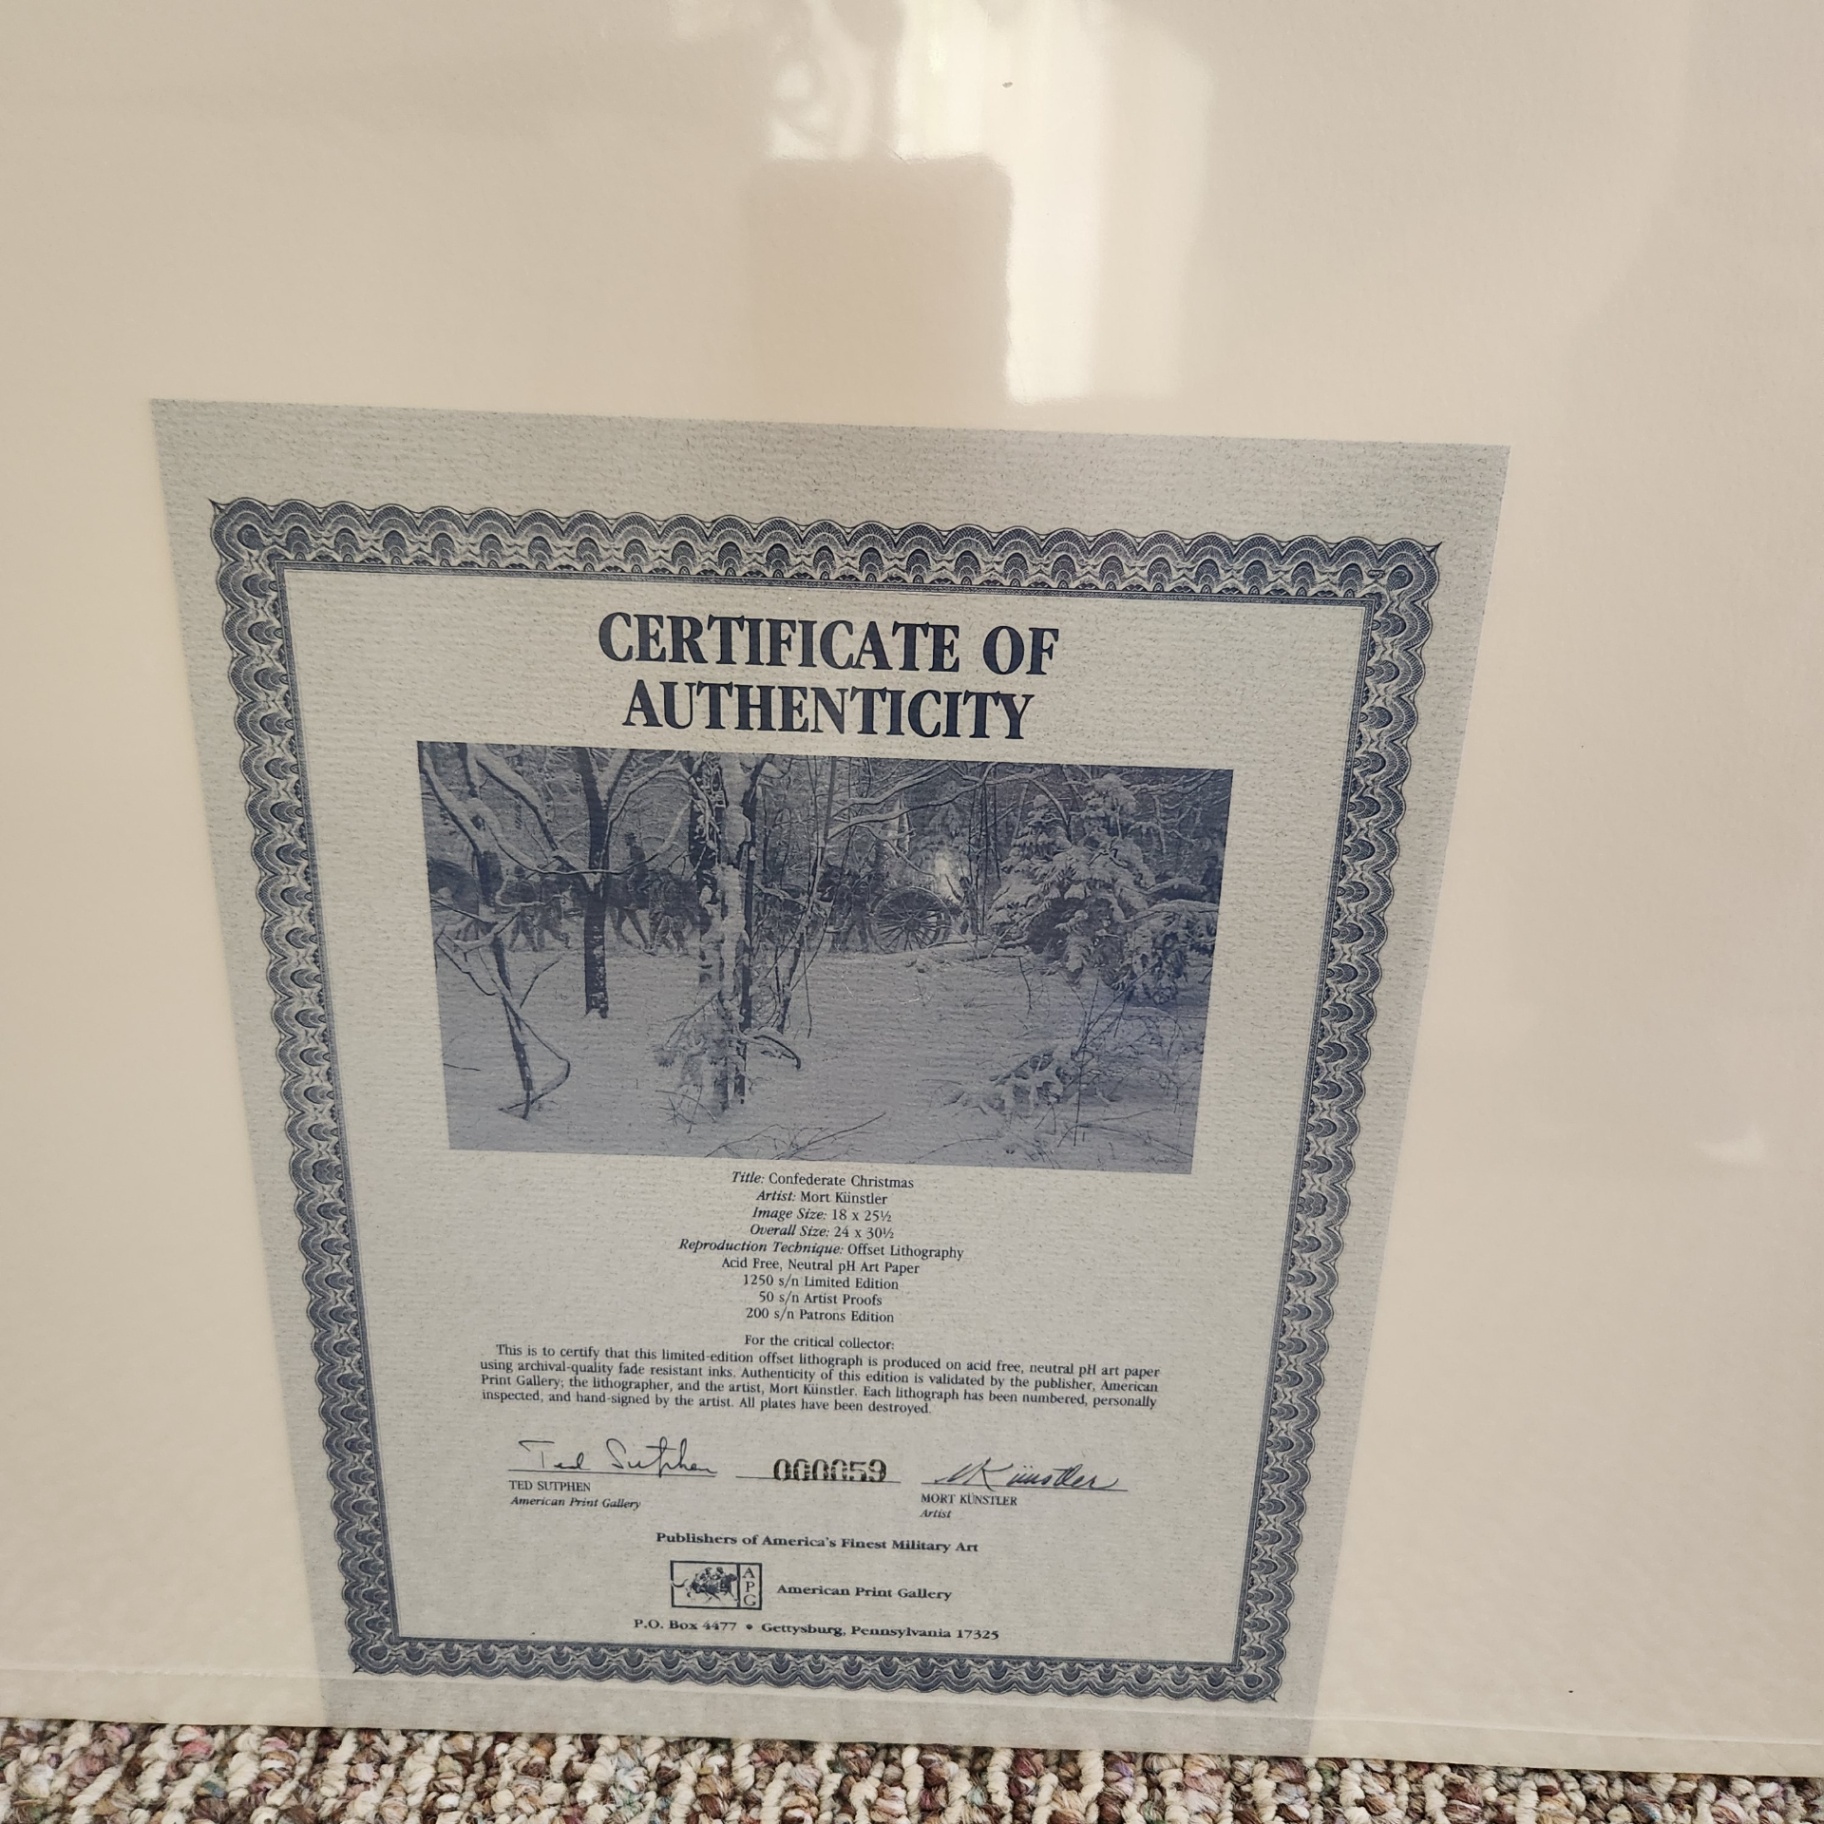 CERTIFICATE OF
AUTHENTICITY
Title: Confederate Christmas
Artist: Mort Künstler
Image Size: 18 x 25½
Overall Size: 24 x 30½
Reproduction Technique: Offset Lithography
Acid Free, Neutral pH Art Paper
1250 s/n Limited Edition
50 s/n Artist Proofs
200 s/n Patrons Edition
For the critical collector:
This is to certify that this limited-edition offset lithograph is produced on acid free, neutral pH art paper
using archival-quality fade resistant inks. Authenticity of this edition is validated by the publisher, American
Print Gallery; the lithographer, and the artist, Mort Künstler. Each lithograph has been numbered, personally
inspected, and hand-signed by the artist. All plates have been destroyed.
Ted Sutphen 000059 M Künstler
TED SUTPHEN MORT KÜNSTLER
American Print Gallery Artist
Publishers of America's Finest Military Art
APG American Print Gallery
P.O. Box 4477 • Gettysburg, Pennsylvania 17325